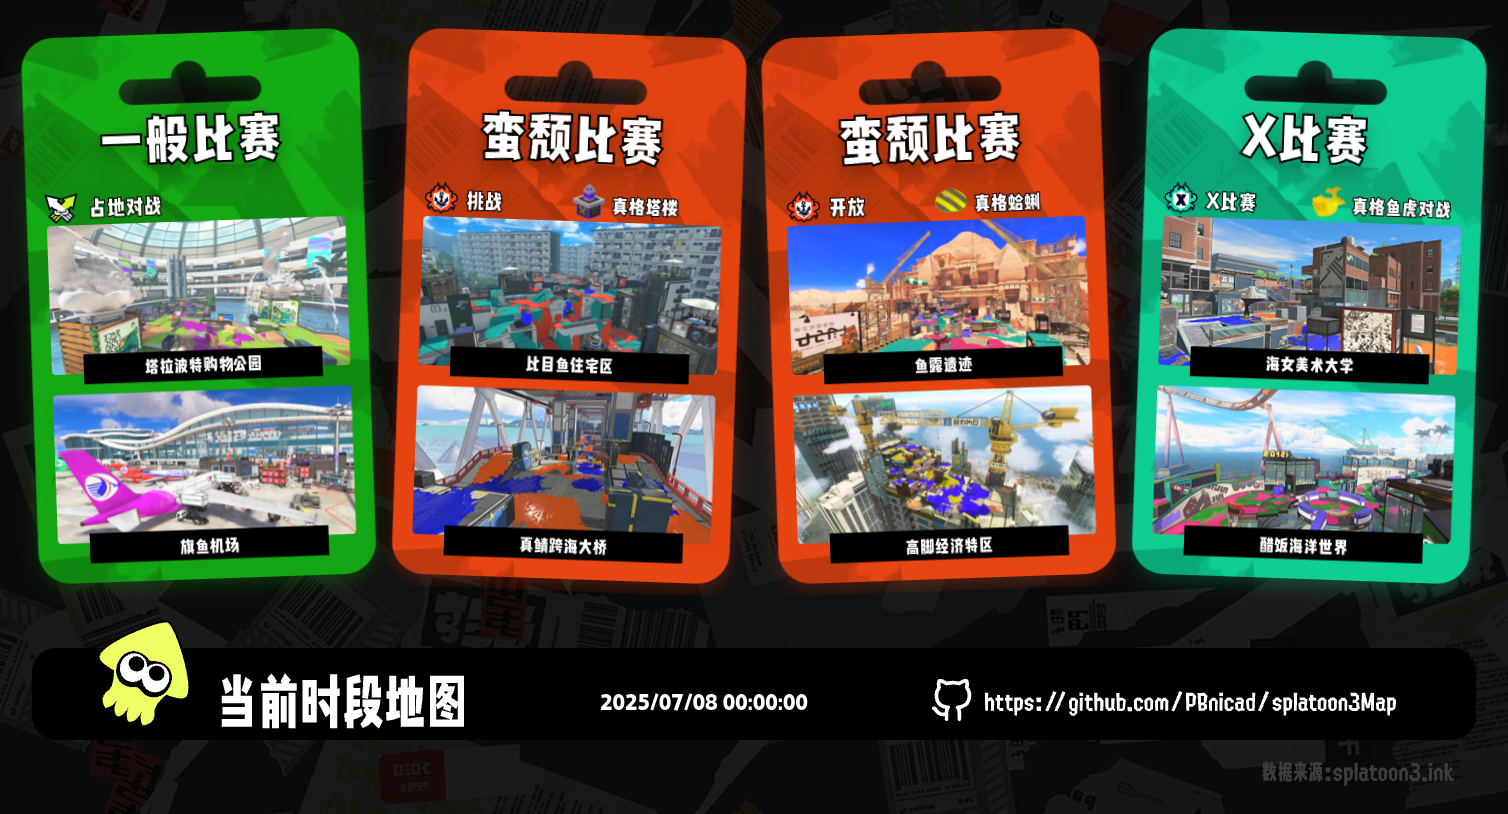 一般比赛
占地对战
塔拉波特购物公园
旗鱼机场
蛮颓比赛
挑战
真格塔楼
比目鱼住宅区
真鲭跨海大桥
蛮颓比赛
开放
真格蛤蜊
鱼露遗迹
高脚经济特区
X比赛
X比赛
真格鱼虎对战
海女美术大学
醋饭海洋世界
当前时段地图
2025/07/08 00:00:00
https://github.com/PBnicad/splatoon3Map
数据来源:splatoon3.ink